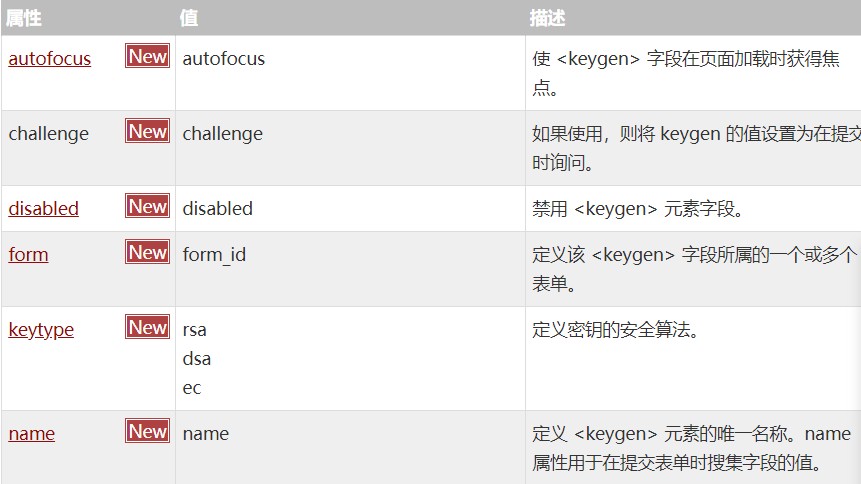 属性 值 描述
autofocus New autofocus 使 <keygen> 字段在页面加载时获得焦
点。
challenge New challenge 如果使用，则将 keygen 的值设置为在提交
时询问。
disabled New disabled 禁用 <keygen> 元素字段。
form New form_id 定义该 <keygen> 字段所属的一个或多个
表单。
keytype New rsa 定义密钥的安全算法。
dsa
ec
name New name 定义 <keygen> 元素的唯一名称。name
属性用于在提交表单时搜集字段的值。